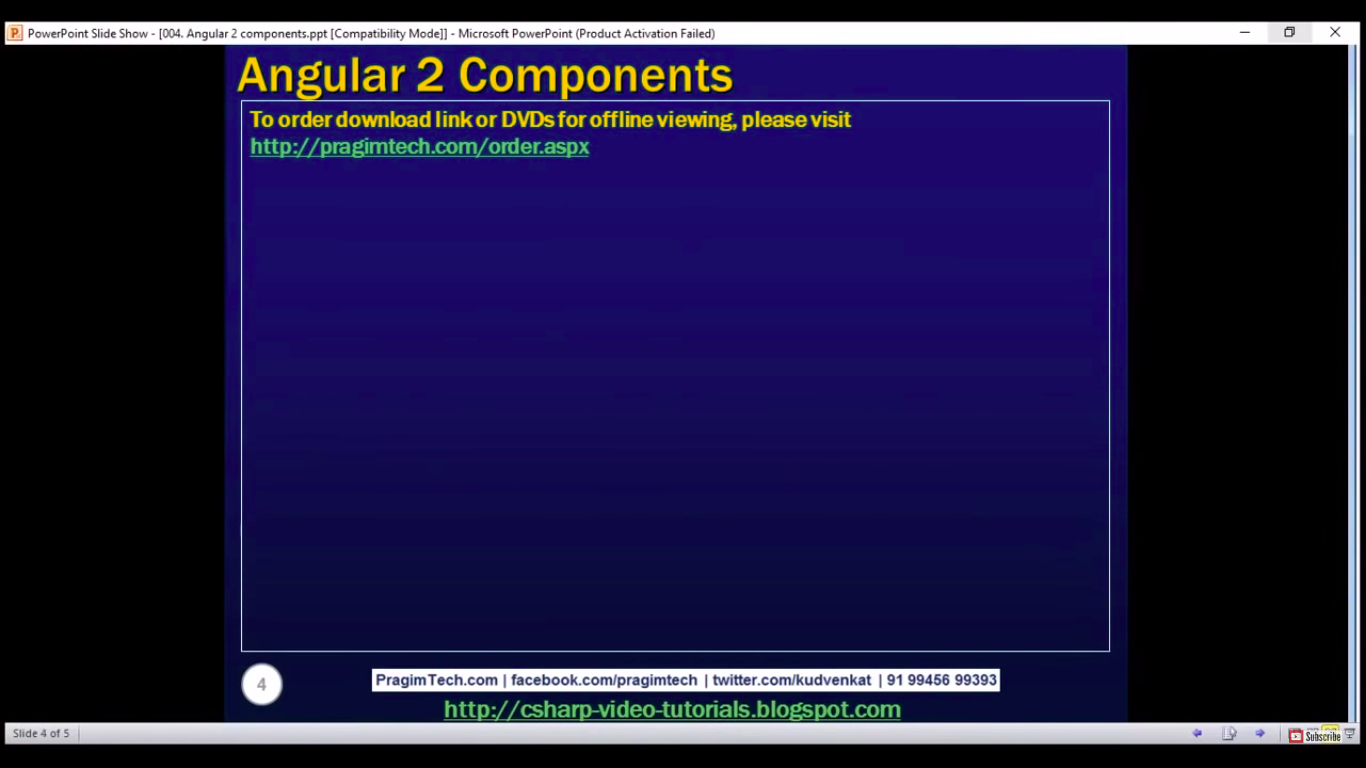 PowerPoint Slide Show - [004. Angular 2 components.ppt [Compatibility Mode]] - Microsoft PowerPoint (Product Activation Failed)
Angular 2 Components
To order download link or DVDs for offline viewing, please visit
http://pragimtech.com/order.aspx
4
PragimTech.com | facebook.com/pragimtech | twitter.com/kudvenkat | 91 99456 99393
http://csharp-video-tutorials.blogspot.com
Slide 4 of 5
Subscribe